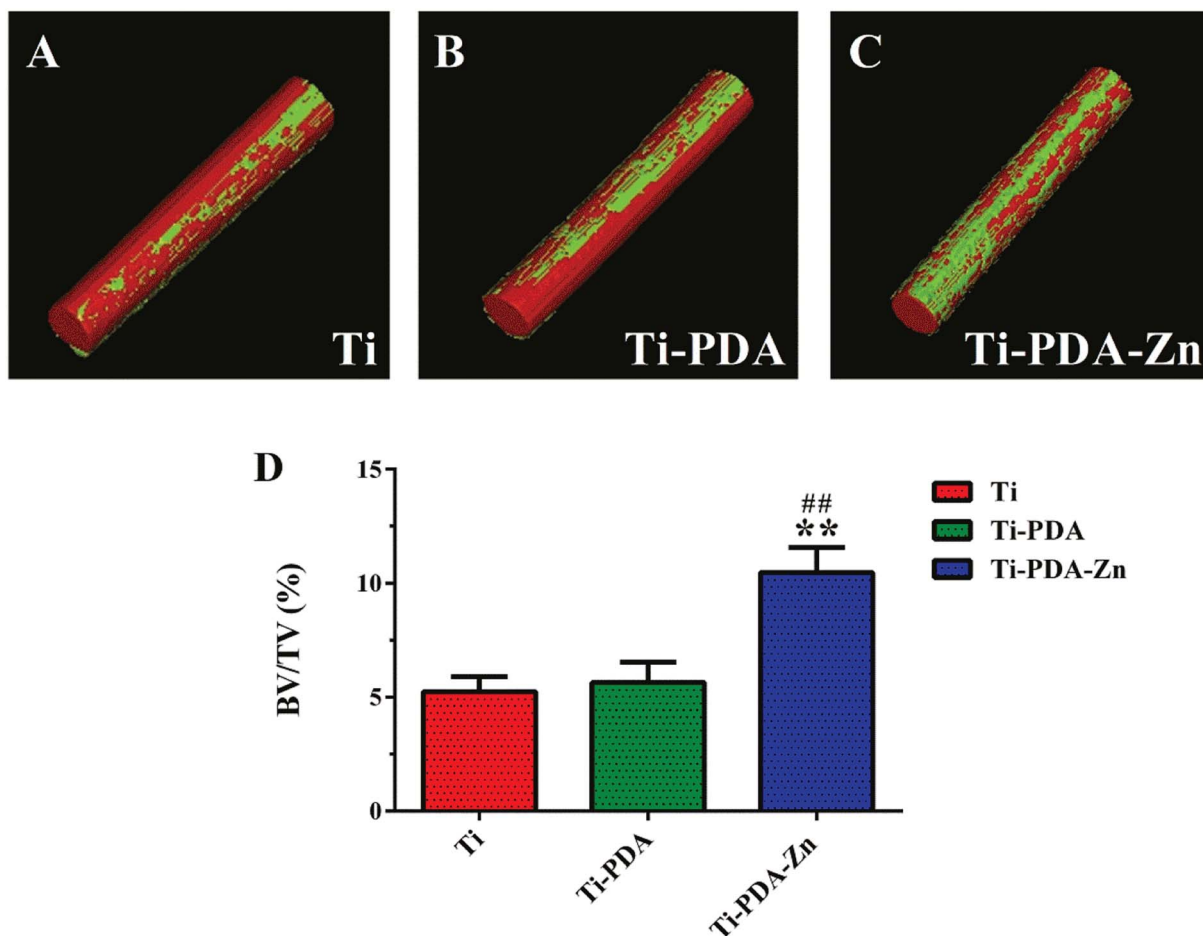 A
Ti
B
Ti-PDA
C
Ti-PDA-Zn
D
BV/TV (%)
15
10
5
0
##
**
Ti
Ti-PDA
Ti-PDA-Zn
Ti
Ti-PDA
Ti-PDA-Zn